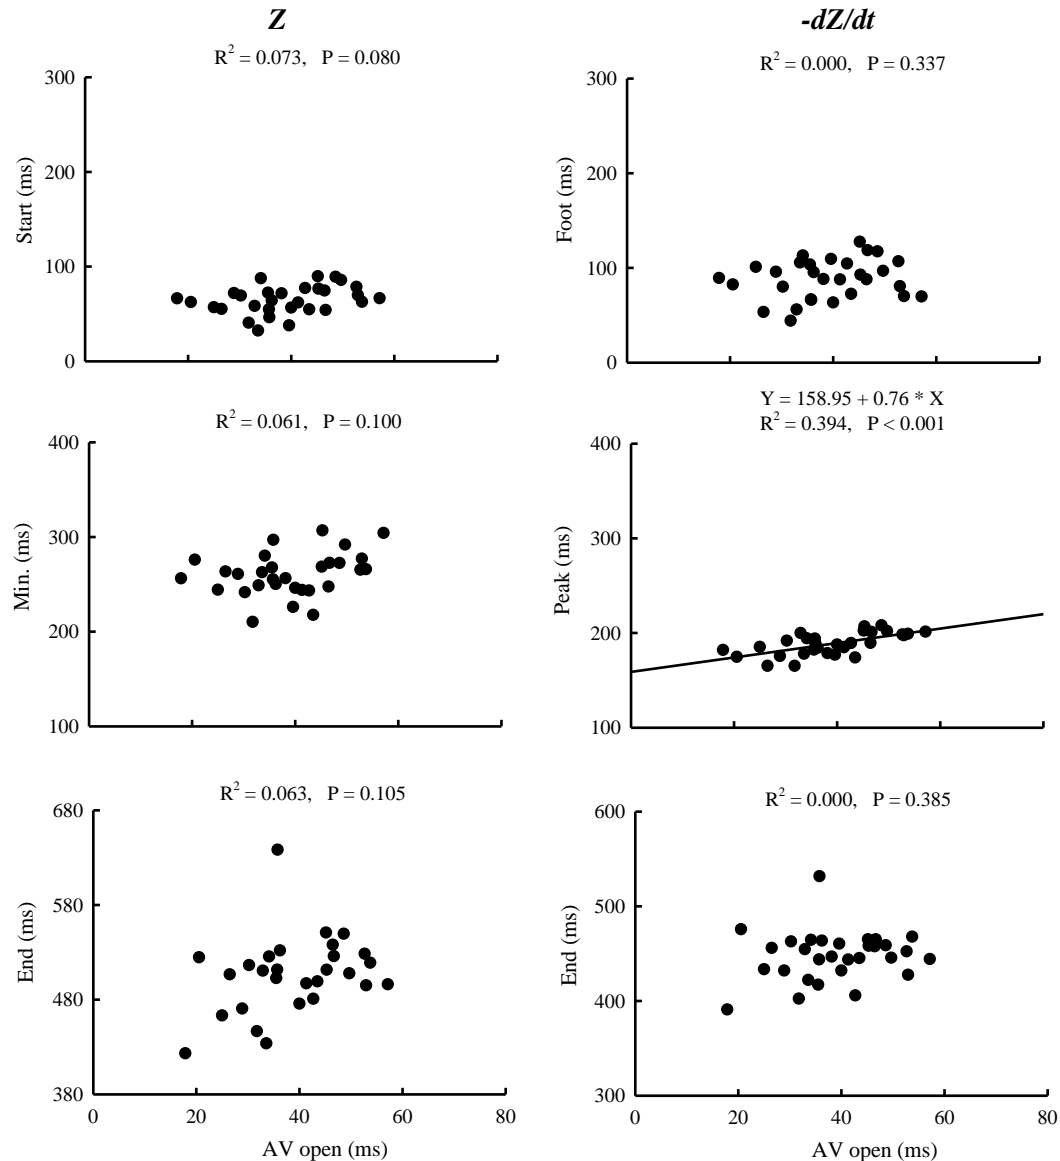 Z
R² = 0.073, P = 0.080
300
200
100
0
Start (ms)
-dZ/dt
R² = 0.000, P = 0.337
300
200
100
0
Foot (ms)
R² = 0.061, P = 0.100
400
300
200
100
Min. (ms)
Y = 158.95 + 0.76 * X
R² = 0.394, P < 0.001
400
300
200
100
Peak (ms)
R² = 0.063, P = 0.105
680
580
480
380
End (ms)
0 20 40 60 80
AV open (ms)
R² = 0.000, P = 0.385
600
500
400
300
End (ms)
0 20 40 60 80
AV open (ms)